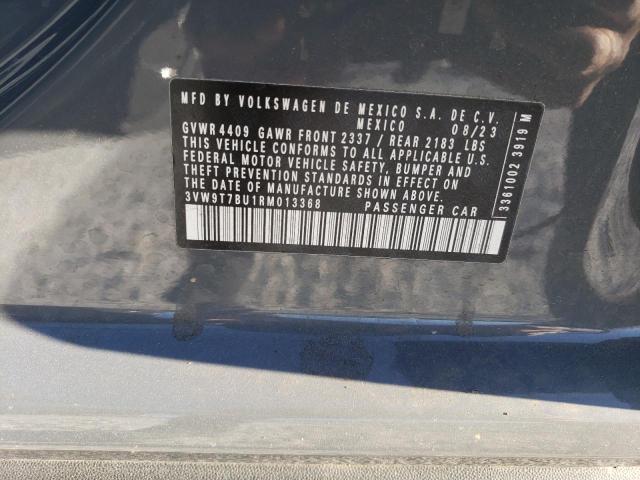 MFD BY VOLKSWAGEN DE MEXICO S.A. DE C.V.
MEXICO 08/23
GVWR 4409 GAWR FRONT 2337 / REAR 2183 LBS
THIS VEHICLE CONFORMS TO ALL APPLICABLE U.S.
FEDERAL MOTOR VEHICLE SAFETY, BUMPER AND
THEFT PREVENTION STANDARDS IN EFFECT ON
THE DATE OF MANUFACTURE SHOWN ABOVE.
3VW9T7BU1RM013368 PASSENGER CAR
3361002 3919 M